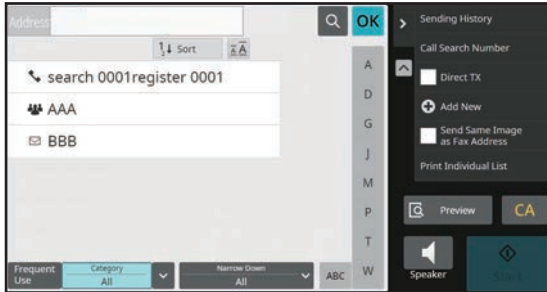 Address
OK
Sort
AA
search 0001register 0001
AAA
BBB
A
D
G
J
M
P
T
W
Frequent
Use
Category
All
Narrow Down
All
ABC
Sending History
Call Search Number
Direct TX
Add New
Send Same Image
as Fax Address
Print Individual List
Preview
CA
Speaker
Start